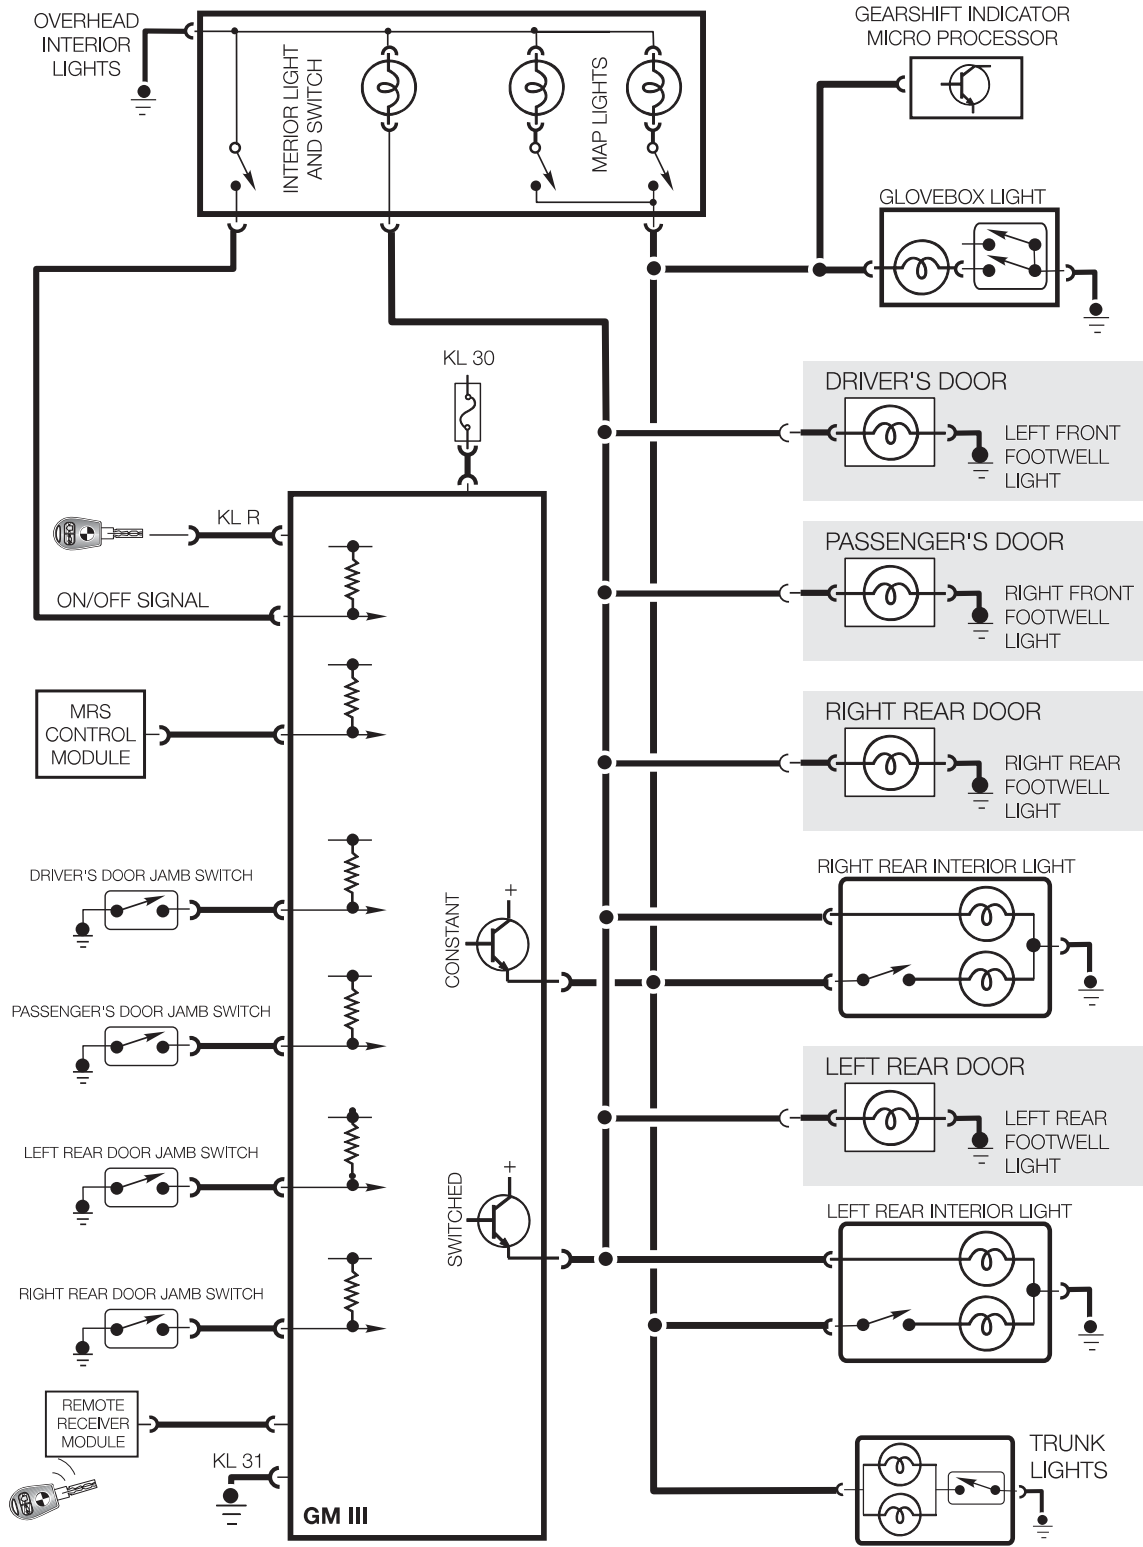 OVERHEAD
INTERIOR
LIGHTS
INTERIOR LIGHT
AND SWITCH
MAP LIGHTS
GEARSHIFT INDICATOR
MICRO PROCESSOR
GLOVEBOX LIGHT
KL 30
DRIVER'S DOOR
LEFT FRONT
FOOTWELL
LIGHT
KL R
ON/OFF SIGNAL
PASSENGER'S DOOR
RIGHT FRONT
FOOTWELL
LIGHT
MRS
CONTROL
MODULE
RIGHT REAR DOOR
RIGHT REAR
FOOTWELL
LIGHT
DRIVER'S DOOR JAMB SWITCH
CONSTANT
+
RIGHT REAR INTERIOR LIGHT
PASSENGER'S DOOR JAMB SWITCH
LEFT REAR DOOR
LEFT REAR
FOOTWELL
LIGHT
LEFT REAR DOOR JAMB SWITCH
SWITCHED
+
LEFT REAR INTERIOR LIGHT
RIGHT REAR DOOR JAMB SWITCH
REMOTE
RECEIVER
MODULE
KL 31
GM III
TRUNK
LIGHTS